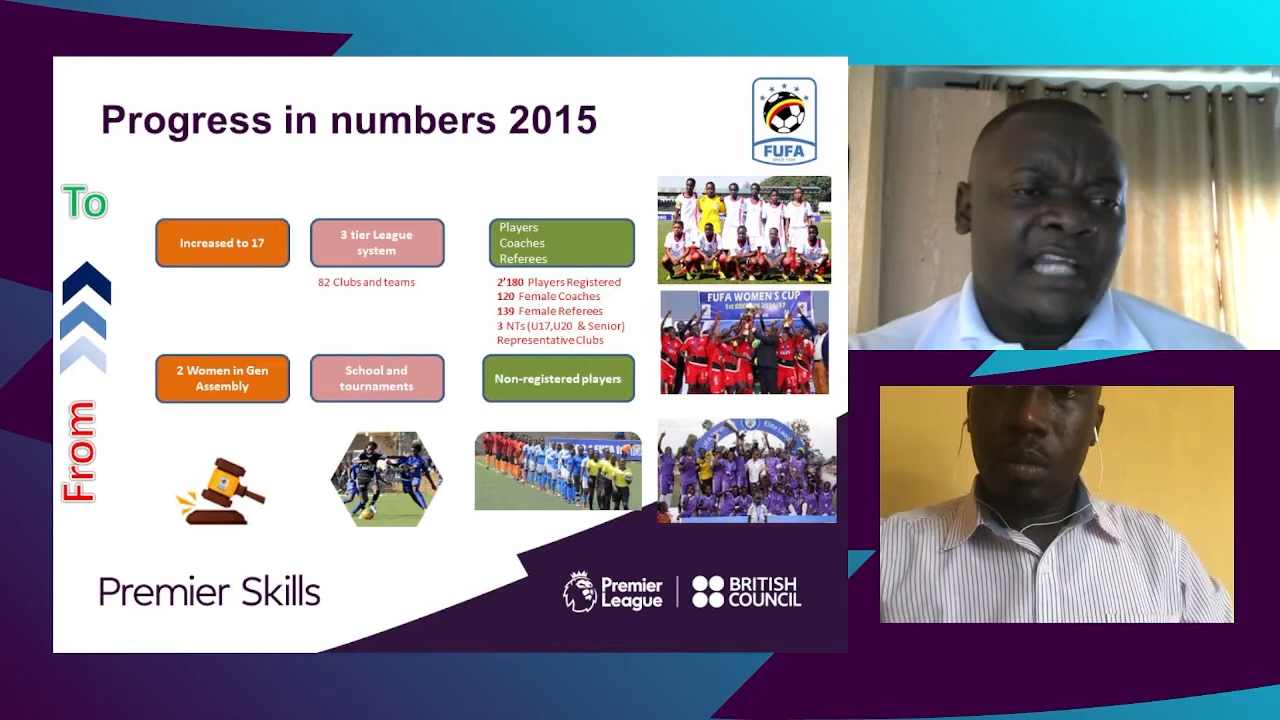 Progress in numbers 2015
FUFA
SINCE 1924
To
Increased to 17
3 tier League
system
82 Clubs and teams
Players
Coaches
Referees
2'180 Players Registered
120 Female Coaches
139 Female Referees
3 NTs (U17,U20 & Senior)
Representative Clubs
FUFA WOMEN'S CUP
From
2 Women in Gen
Assembly
School and
tournaments
Non-registered players
Elite
Premier Skills
Premier
League
BRITISH
COUNCIL